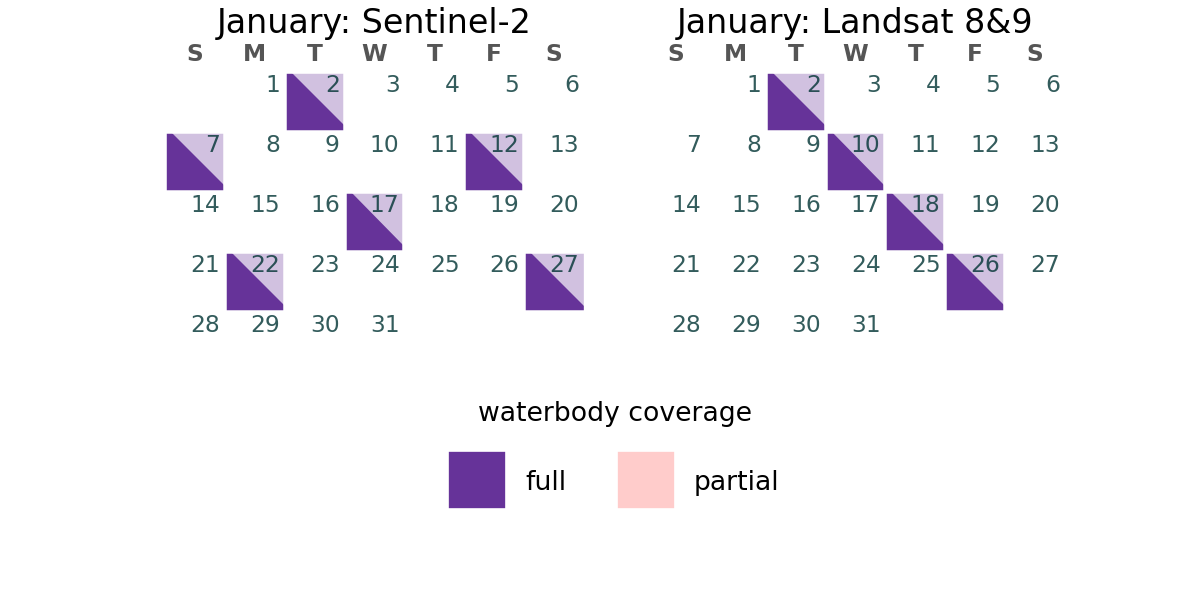 January: Sentinel-2
S M T W T F S
1 2 3 4 5 6
7 8 9 10 11 12 13
14 15 16 17 18 19 20
21 22 23 24 25 26 27
28 29 30 31
January: Landsat 8&9
S M T W T F S
1 2 3 4 5 6
7 8 9 10 11 12 13
14 15 16 17 18 19 20
21 22 23 24 25 26 27
28 29 30 31
waterbody coverage
full partial